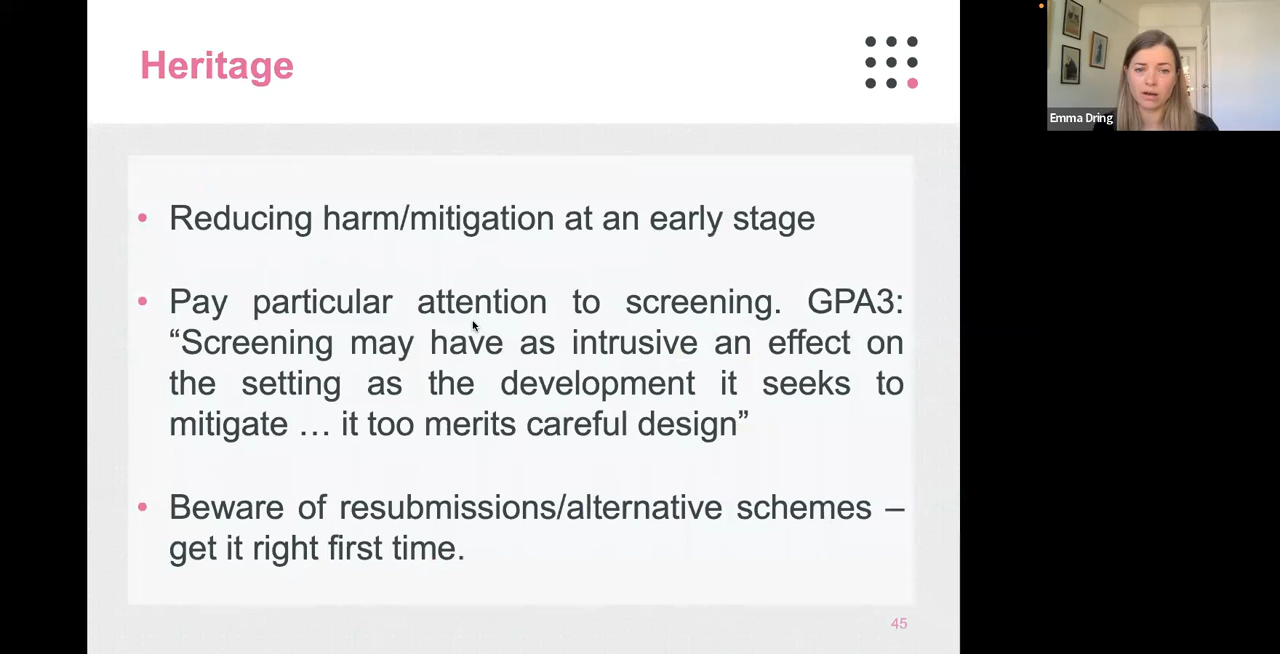 Heritage
Emma Dring
• Reducing harm/mitigation at an early stage
• Pay particular attention to screening. GPA3:
“Screening may have as intrusive an effect on
the setting as the development it seeks to
mitigate … it too merits careful design”
• Beware of resubmissions/alternative schemes –
get it right first time.
45